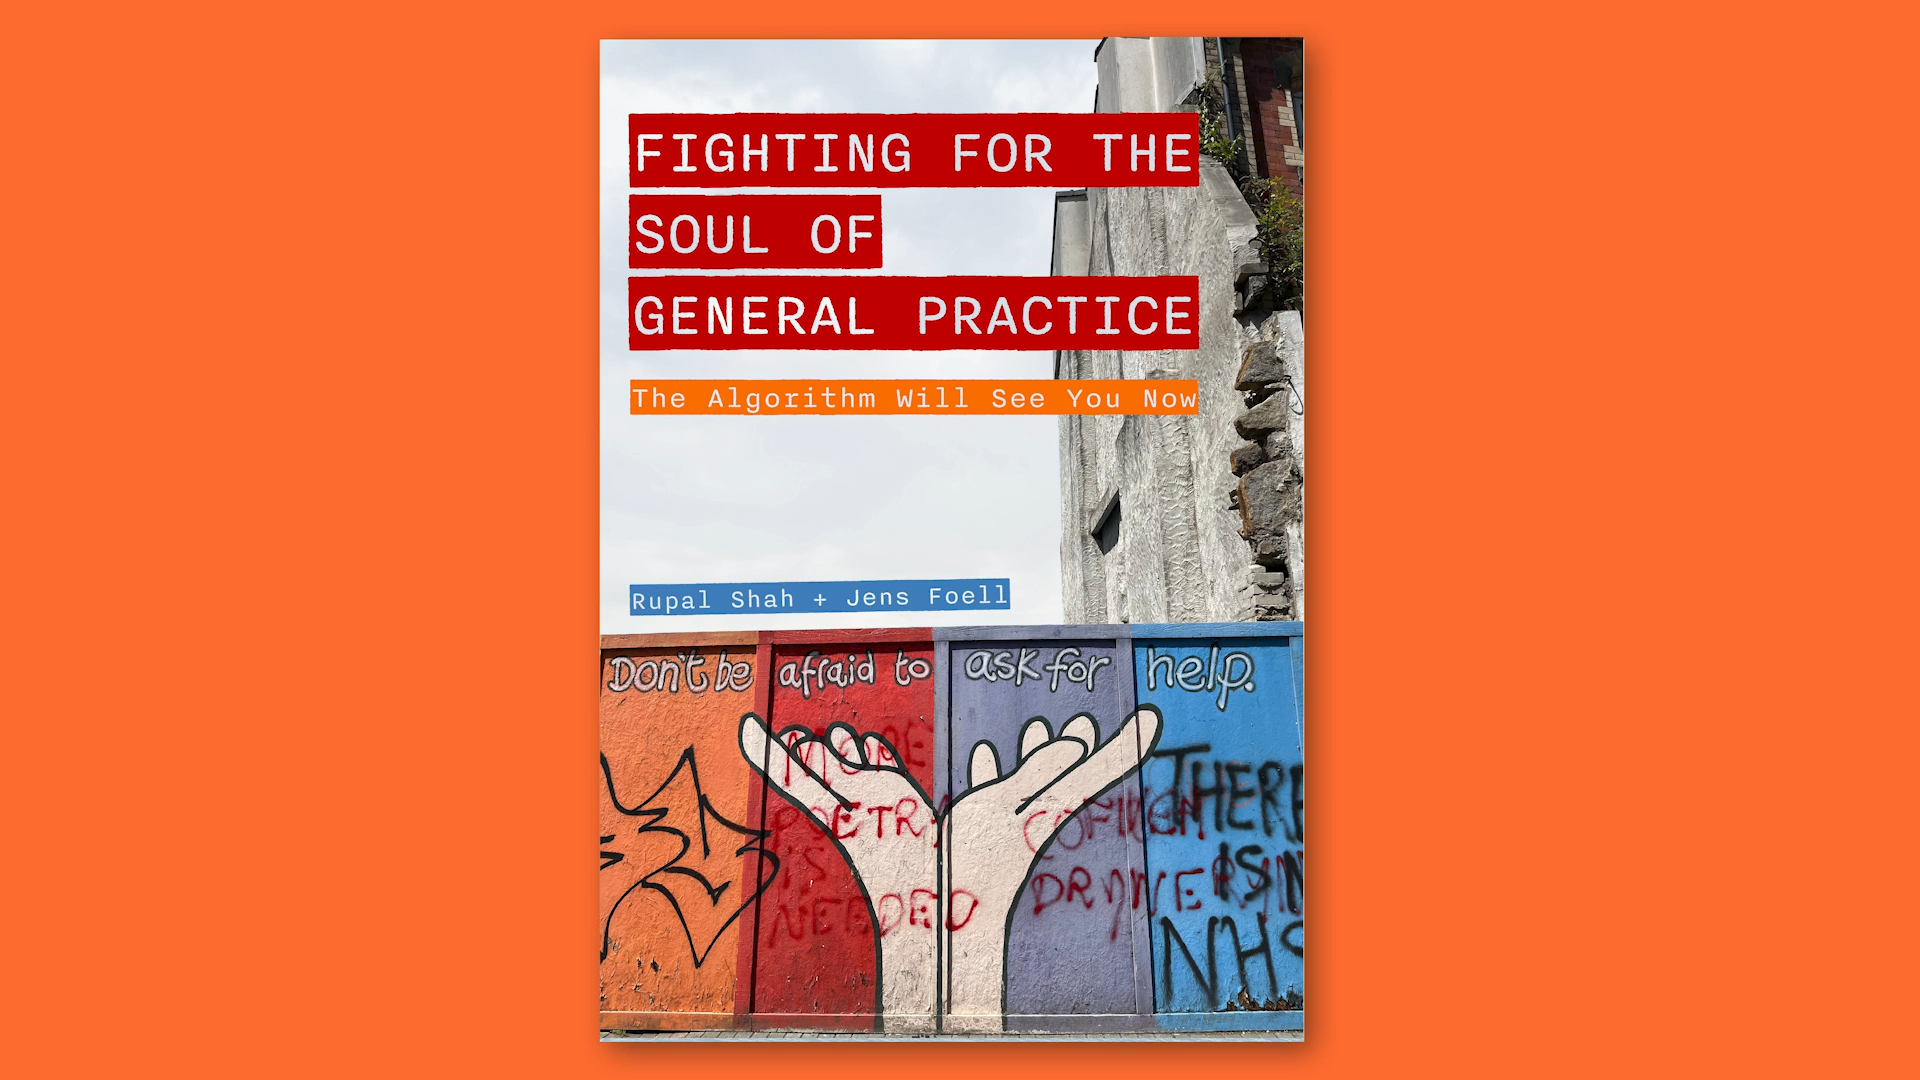 FIGHTING FOR THE
SOUL OF
GENERAL PRACTICE
The Algorithm Will See You Now
Rupal Shah + Jens Foell
Don't be afraid to ask for help.
MORE
POETRY
IS
NEEDED
THERE
IS N
NHS